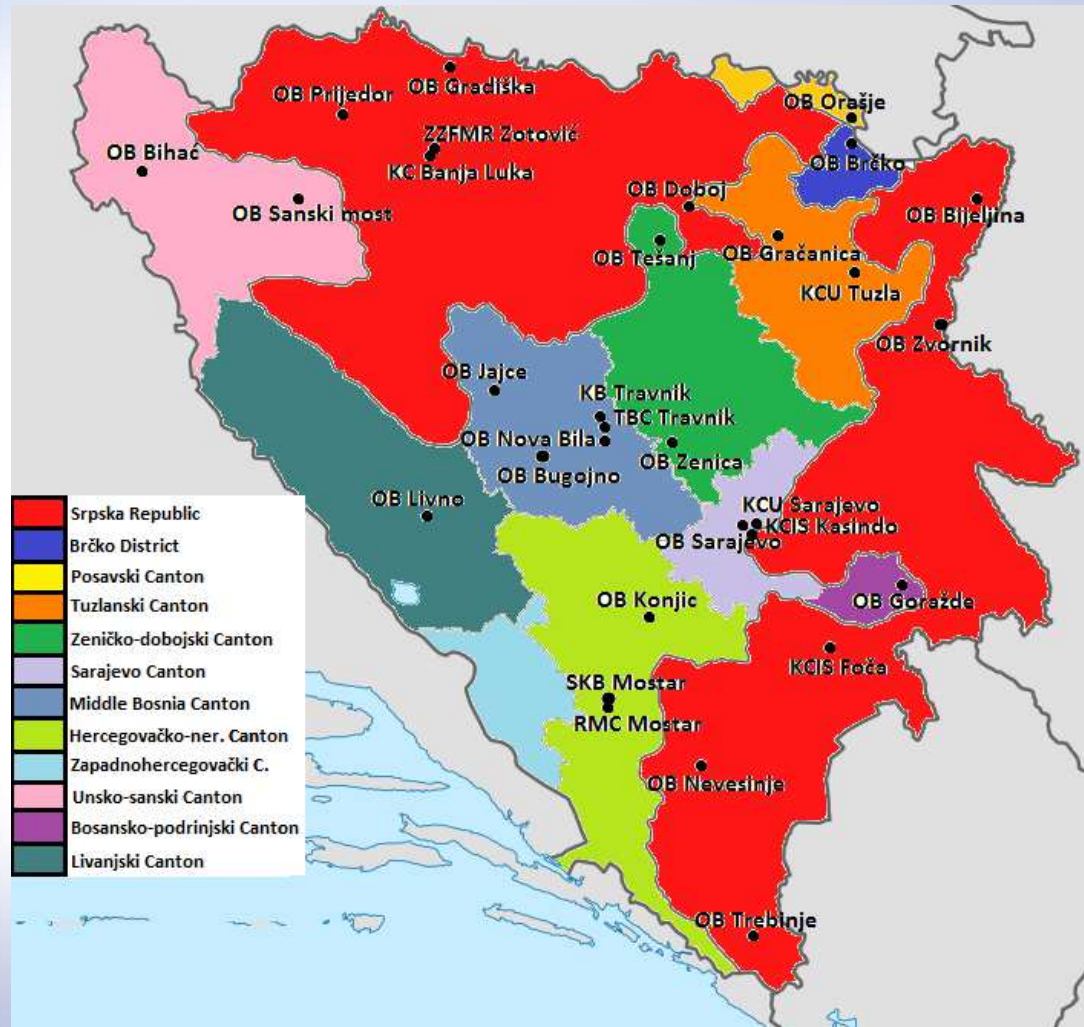 OB Gradiška
OB Prijedor
OB Orašje
ZZFMR Zotović
OB Bihać
KC Banja Luka
OB Brčko
OB Doboj
OB Sanski most
OB Bijeljina
OB Gračanica
OB Tešanj
KCU Tuzla
OB Zvornik
OB Jajce
KB Travnik
TBC Travnik
OB Nova Bila
OB Zenica
OB Bugojno
OB Livno
KCU Sarajevo
KCIS Kasindo
OB Sarajevo
OB Konjic
OB Goražde
KCIS Foča
SKB Mostar
RMC Mostar
OB Nevesinje
OB Trebinje
Srpska Republic
Brčko District
Posavski Canton
Tuzlanski Canton
Zeničko-dobojski Canton
Sarajevo Canton
Middle Bosnia Canton
Hercegovačko-ner. Canton
Zapadnohercegovački C.
Unsko-sanski Canton
Bosansko-podrinjski Canton
Livanjski Canton